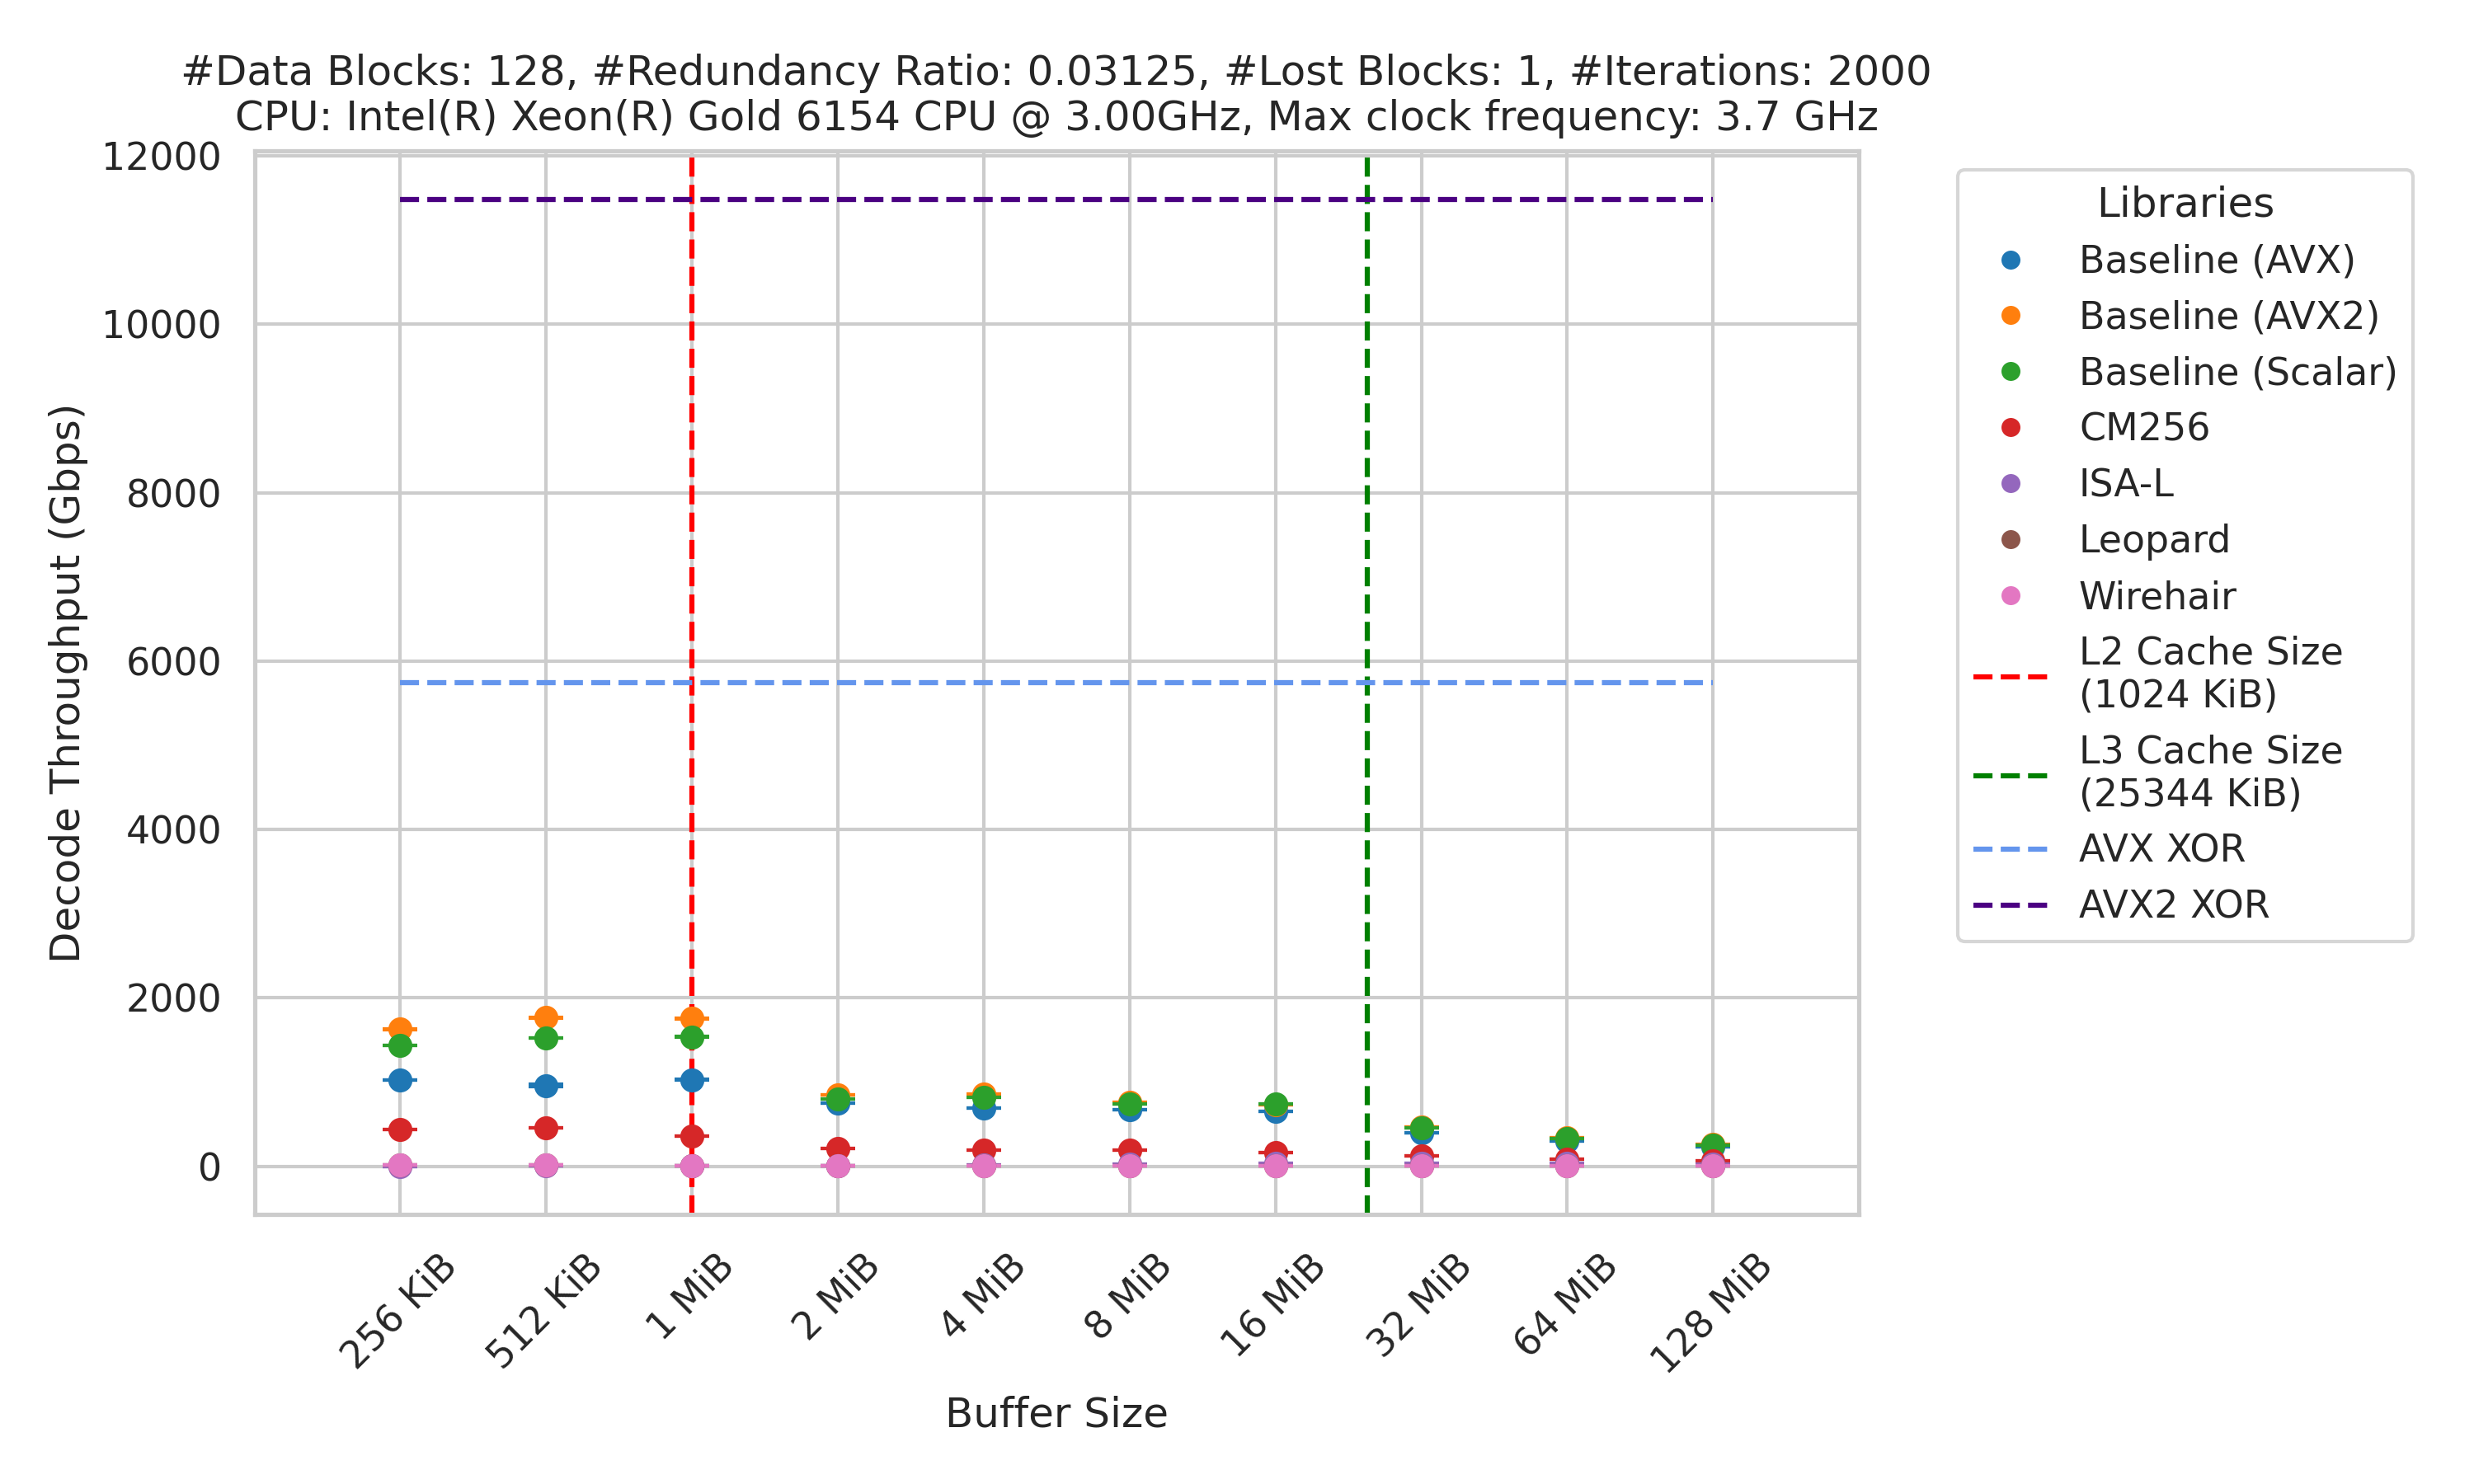 #Data Blocks: 128, #Redundancy Ratio: 0.03125, #Lost Blocks: 1, #Iterations: 2000
CPU: Intel(R) Xeon(R) Gold 6154 CPU @ 3.00GHz, Max clock frequency: 3.7 GHz
Decode Throughput (Gbps)
12000
10000
8000
6000
4000
2000
0
256 KiB
512 KiB
1 MiB
2 MiB
4 MiB
8 MiB
16 MiB
32 MiB
64 MiB
128 MiB
Buffer Size
Libraries
Baseline (AVX)
Baseline (AVX2)
Baseline (Scalar)
CM256
ISA-L
Leopard
Wirehair
L2 Cache Size
(1024 KiB)
L3 Cache Size
(25344 KiB)
AVX XOR
AVX2 XOR